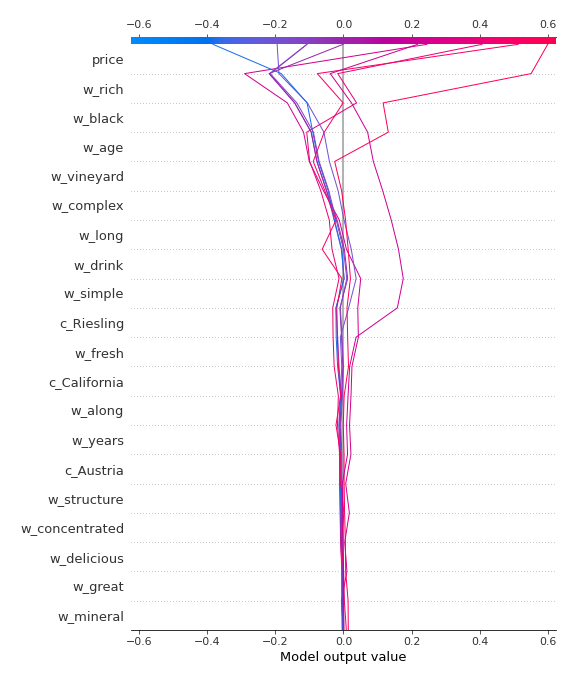 −0.6 −0.4 −0.2 0.0 0.2 0.4 0.6
price
w_rich
w_black
w_age
w_vineyard
w_complex
w_long
w_drink
w_simple
c_Riesling
w_fresh
c_California
w_along
w_years
c_Austria
w_structure
w_concentrated
w_delicious
w_great
w_mineral
−0.6 −0.4 −0.2 0.0 0.2 0.4 0.6
Model output value